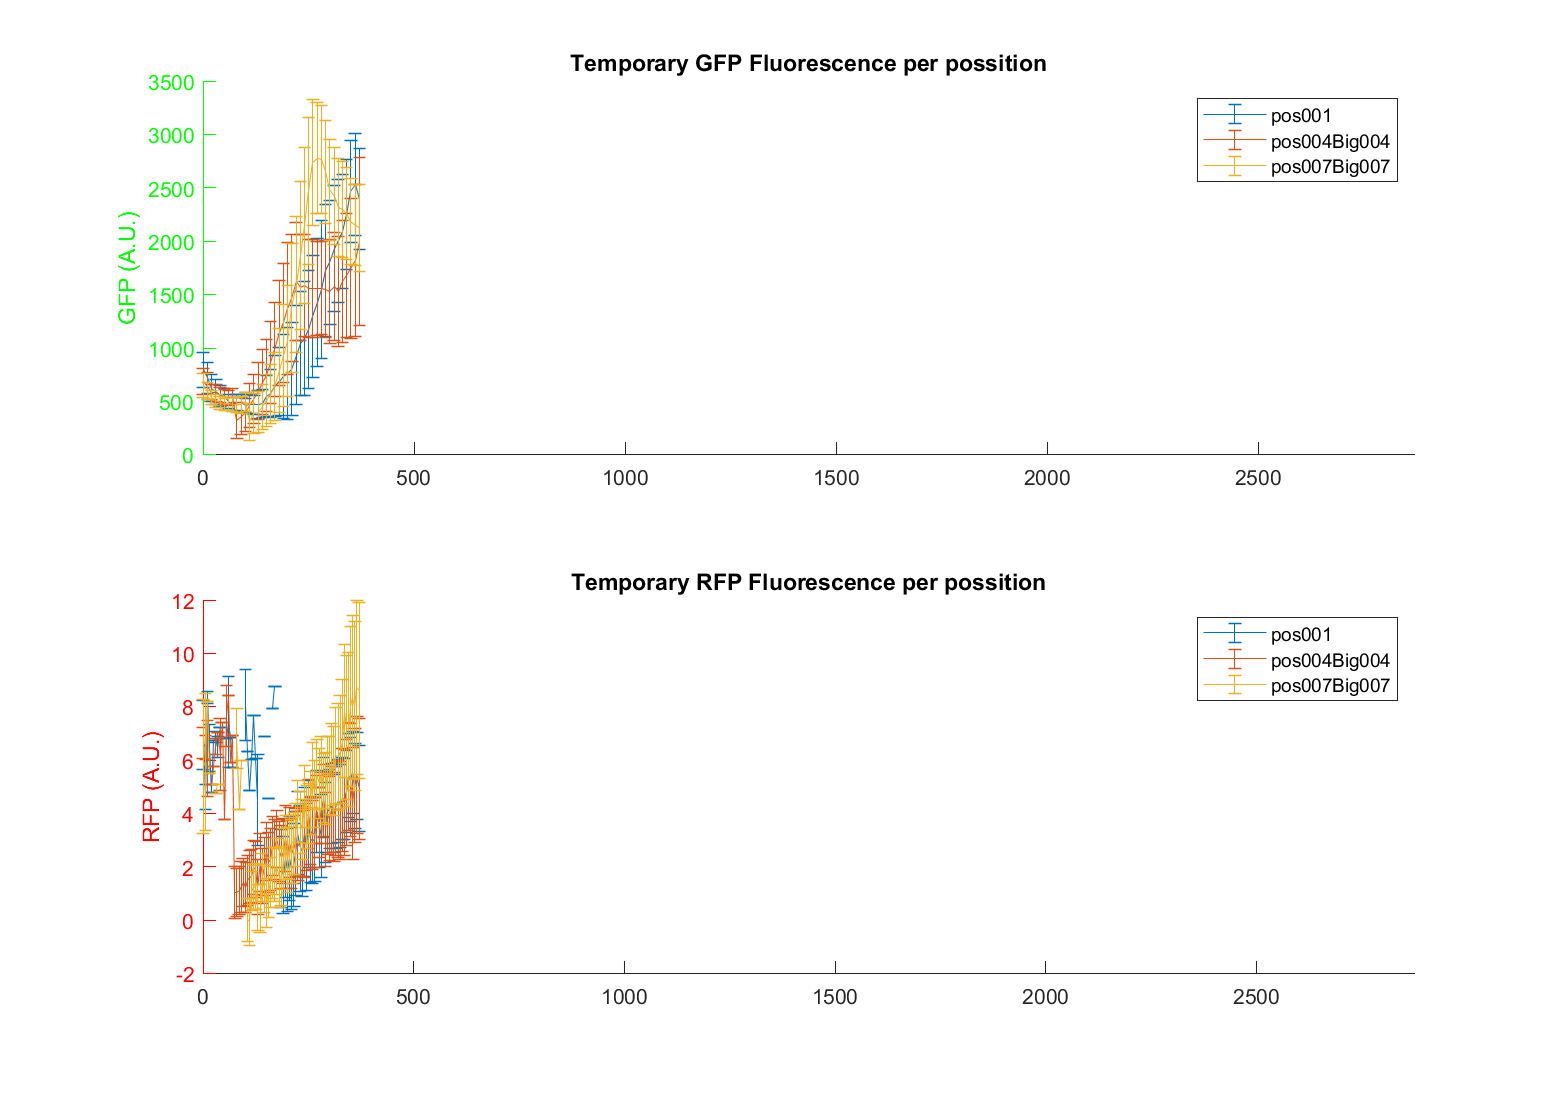 Temporary GFP Fluorescence per possition
GFP (A.U.)
3500
3000
2500
2000
1500
1000
500
0
0 500 1000 1500 2000 2500
pos001
pos004Big004
pos007Big007
Temporary RFP Fluorescence per possition
RFP (A.U.)
12
10
8
6
4
2
0
-2
0 500 1000 1500 2000 2500
pos001
pos004Big004
pos007Big007